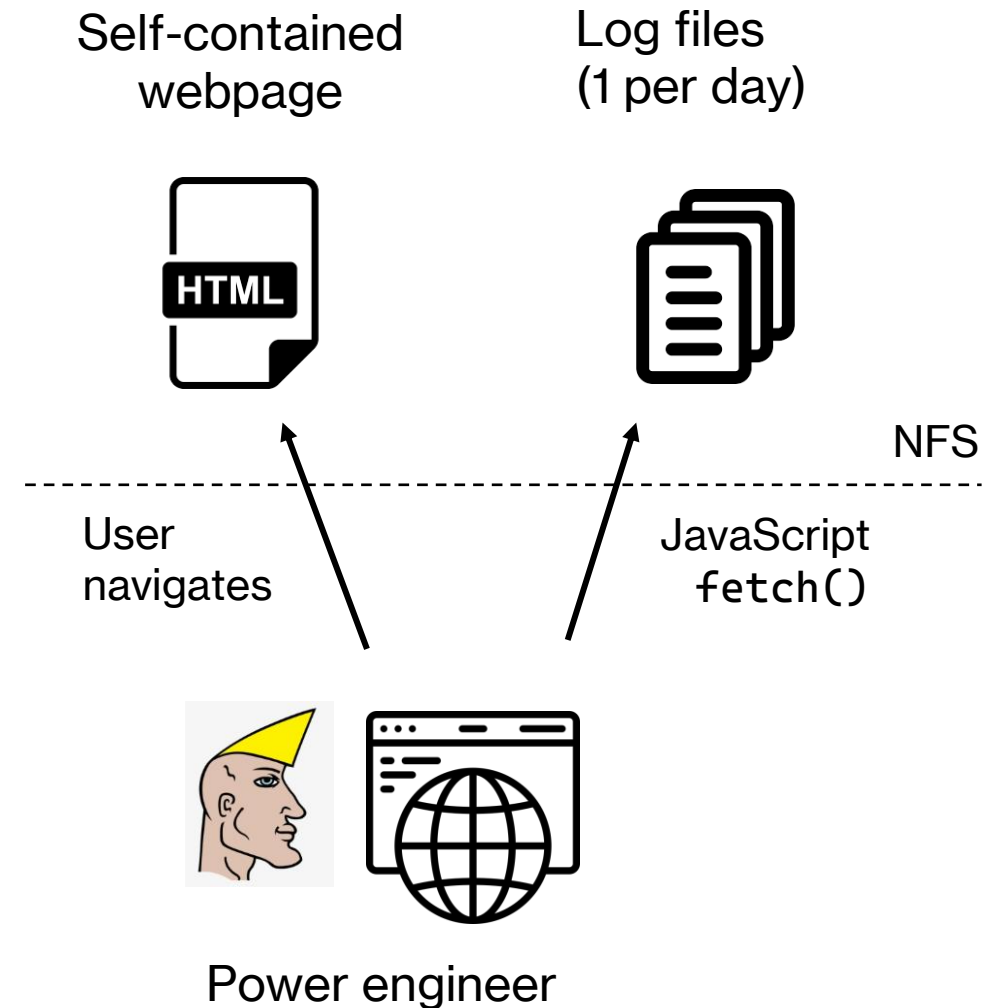 Self-contained
webpage
Log files
(1 per day)
HTML
NFS
User
navigates
JavaScript
fetch()
Power engineer